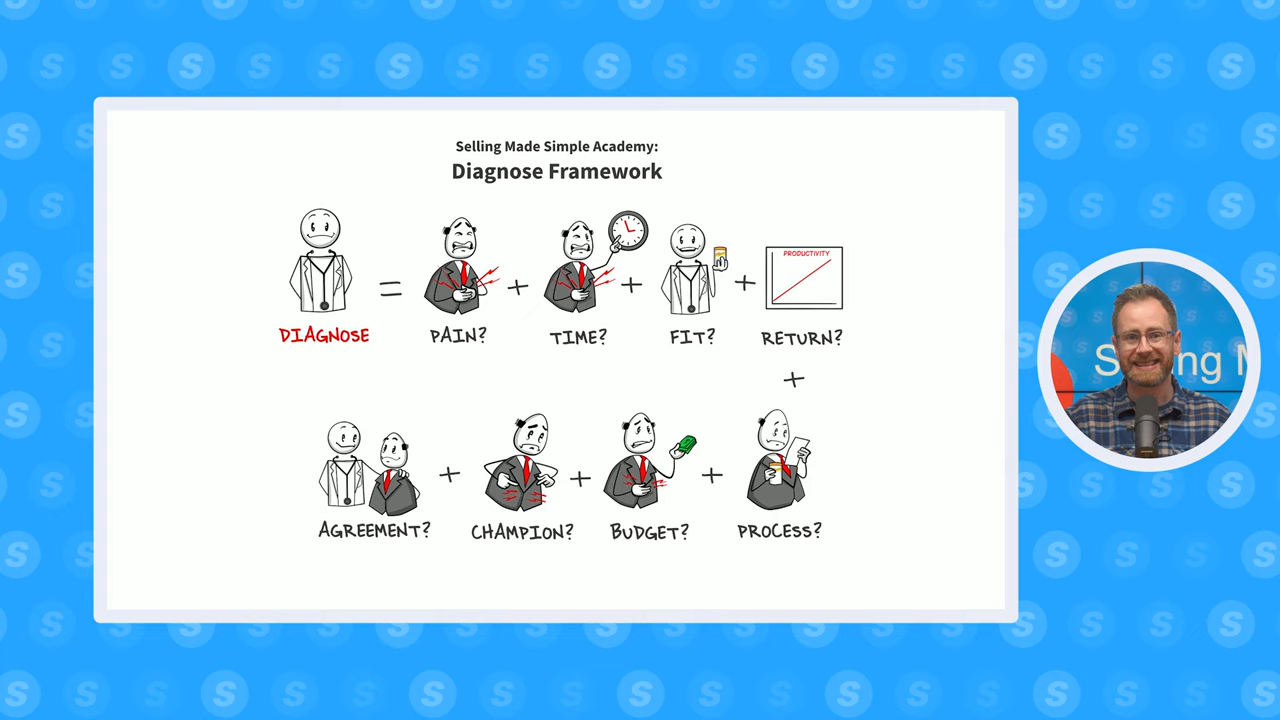 Selling Made Simple Academy:
Diagnose Framework
DIAGNOSE
=
PAIN?
+
TIME?
+
FIT?
+
PRODUCTIVITY
RETURN?
+
AGREEMENT?
+
CHAMPION?
+
BUDGET?
+
PROCESS?